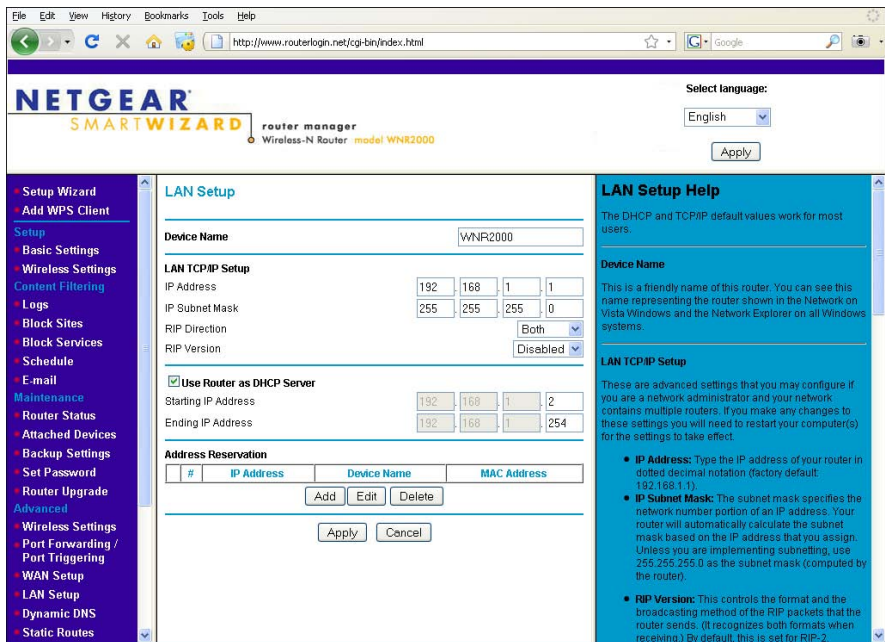 File Edit View History Bookmarks Tools Help
http://www.routerlogin.net/cgi-bin/index.html
G Google
NETGEAR
SMARTWIZARD router manager
Wireless-N Router model WNR2000
Select language:
English
Apply
Setup Wizard
Add WPS Client
Setup
Basic Settings
Wireless Settings
Content Filtering
Logs
Block Sites
Block Services
Schedule
E-mail
Maintenance
Router Status
Attached Devices
Backup Settings
Set Password
Router Upgrade
Advanced
Wireless Settings
Port Forwarding /
Port Triggering
WAN Setup
LAN Setup
Dynamic DNS
Static Routes
LAN Setup
Device Name WNR2000
LAN TCP/IP Setup
IP Address 192 . 168 . 1 . 1
IP Subnet Mask 255 . 255 . 255 . 0
RIP Direction Both
RIP Version Disabled
Use Router as DHCP Server
Starting IP Address 192 . 168 . 1 . 2
Ending IP Address 192 . 168 . 1 . 254
Address Reservation
# IP Address Device Name MAC Address
Add Edit Delete
Apply Cancel
LAN Setup Help
The DHCP and TCP/IP default values work for most
users.
Device Name
This is a friendly name of this router. You can see this
name representing the router shown in the Network on
Vista Windows and the Network Explorer on all Windows
systems.
LAN TCP/IP Setup
These are advanced settings that you may configure if
you are a network administrator and your network
contains multiple routers. If you make any changes to
these settings you will need to restart your computer(s)
for the settings to take effect.
IP Address: Type the IP address of your router in
dotted decimal notation (factory default:
192.168.1.1).
IP Subnet Mask: The subnet mask specifies the
network number portion of an IP address. Your
router will automatically calculate the subnet
mask based on the IP address that you assign.
Unless you are implementing subnetting, use
255.255.255.0 as the subnet mask (computed by
the router).
RIP Version: This controls the format and the
broadcasting method of the RIP packets that the
router sends. (It recognizes both formats when
receiving.) By default, this is set for RIP-2.